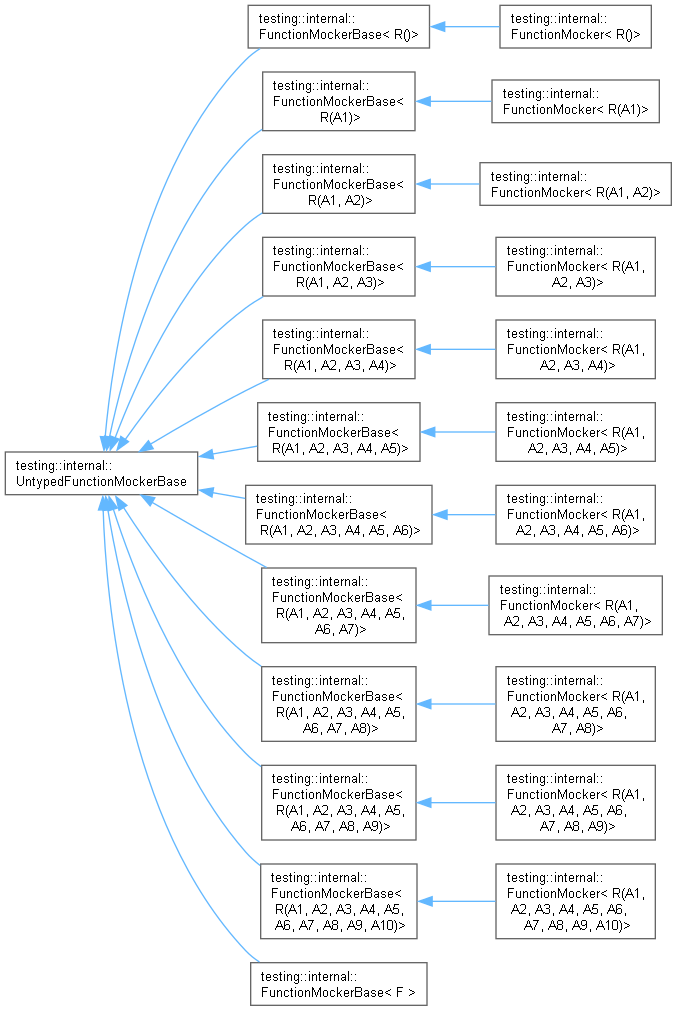 testing::internal::
FunctionMockerBase< R()>
testing::internal::
FunctionMocker< R()>
testing::internal::
FunctionMockerBase<
R(A1)>
testing::internal::
FunctionMocker< R(A1)>
testing::internal::
FunctionMockerBase<
R(A1, A2)>
testing::internal::
FunctionMocker< R(A1, A2)>
testing::internal::
FunctionMockerBase<
R(A1, A2, A3)>
testing::internal::
FunctionMocker< R(A1,
A2, A3)>
testing::internal::
FunctionMockerBase<
R(A1, A2, A3, A4)>
testing::internal::
FunctionMocker< R(A1,
A2, A3, A4)>
testing::internal::
FunctionMockerBase<
R(A1, A2, A3, A4, A5)>
testing::internal::
FunctionMocker< R(A1,
A2, A3, A4, A5)>
testing::internal::
UntypedFunctionMockerBase
testing::internal::
FunctionMockerBase<
R(A1, A2, A3, A4, A5, A6)>
testing::internal::
FunctionMocker< R(A1,
A2, A3, A4, A5, A6)>
testing::internal::
FunctionMockerBase<
R(A1, A2, A3, A4, A5,
A6, A7)>
testing::internal::
FunctionMocker< R(A1,
A2, A3, A4, A5, A6, A7)>
testing::internal::
FunctionMockerBase<
R(A1, A2, A3, A4, A5,
A6, A7, A8)>
testing::internal::
FunctionMocker< R(A1,
A2, A3, A4, A5, A6,
A7, A8)>
testing::internal::
FunctionMockerBase<
R(A1, A2, A3, A4, A5,
A6, A7, A8, A9)>
testing::internal::
FunctionMocker< R(A1,
A2, A3, A4, A5, A6,
A7, A8, A9)>
testing::internal::
FunctionMockerBase<
R(A1, A2, A3, A4, A5,
A6, A7, A8, A9, A10)>
testing::internal::
FunctionMocker< R(A1,
A2, A3, A4, A5, A6,
A7, A8, A9, A10)>
testing::internal::
FunctionMockerBase< F >